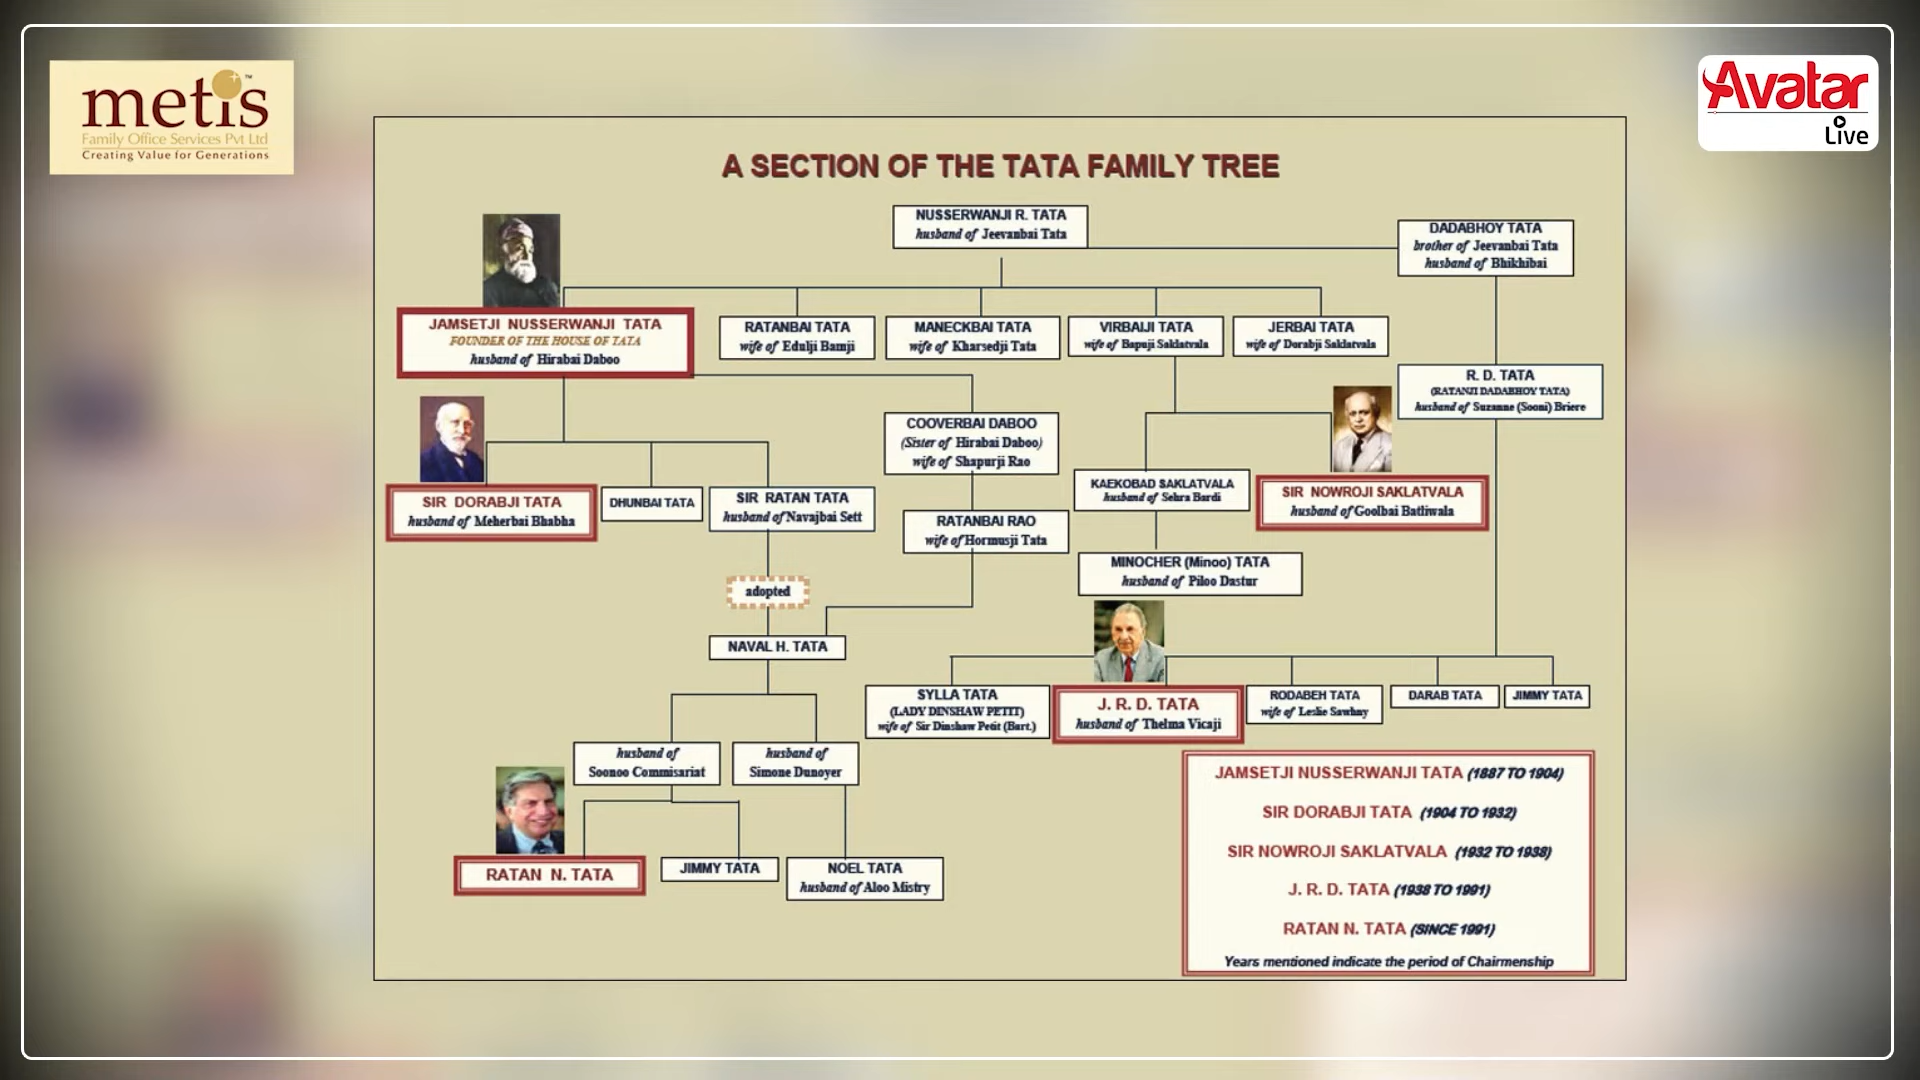 metis™
Family Office Services Pvt Ltd
Creating Value for Generations
Avatar
Live
A SECTION OF THE TATA FAMILY TREE
NUSSERWANJI R. TATA
husband of Jeevanbai Tata
DADABHOY TATA
brother of Jeevanbai Tata
husband of Bhikhibai
JAMSETJI NUSSERWANJI TATA
FOUNDER OF THE HOUSE OF TATA
husband of Hirabai Daboo
RATANBAI TATA
wife of Edulji Bamji
MANECKBAI TATA
wife of Kharsedji Tata
VIRBAIJI TATA
wife of Bapuji Saklatvala
JERBAI TATA
wife of Dorabji Saklatvala
R. D. TATA
(RATANJI DADABHOY TATA)
husband of Suzanne (Sooni) Briere
COOVERBAI DABOO
(Sister of Hirabai Daboo)
wife of Shapurji Rao
SIR DORABJI TATA
husband of Meherbai Bhabha
DHUNBAI TATA
SIR RATAN TATA
husband of Navajbai Sett
KAEKOBAD SAKLATVALA
husband of Sehra Bardi
SIR NOWROJI SAKLATVALA
husband of Goolbai Batliwala
RATANBAI RAO
wife of Hormusji Tata
MINOCHER (Minoo) TATA
husband of Piloo Dastur
adopted
NAVAL H. TATA
SYLLA TATA
(LADY DINSHAW PETIT)
wife of Sir Dinshaw Petit (Bart.)
J. R. D. TATA
husband of Thelma Vicaji
RODABEH TATA
wife of Leslie Sawhny
DARAB TATA
JIMMY TATA
husband of
Soonoo Commisariat
husband of
Simone Dunoyer
RATAN N. TATA
JIMMY TATA
NOEL TATA
husband of Aloo Mistry
JAMSETJI NUSSERWANJI TATA (1887 TO 1904)
SIR DORABJI TATA (1904 TO 1932)
SIR NOWROJI SAKLATVALA (1932 TO 1938)
J. R. D. TATA (1938 TO 1991)
RATAN N. TATA (SINCE 1991)
Years mentioned indicate the period of Chairmenship